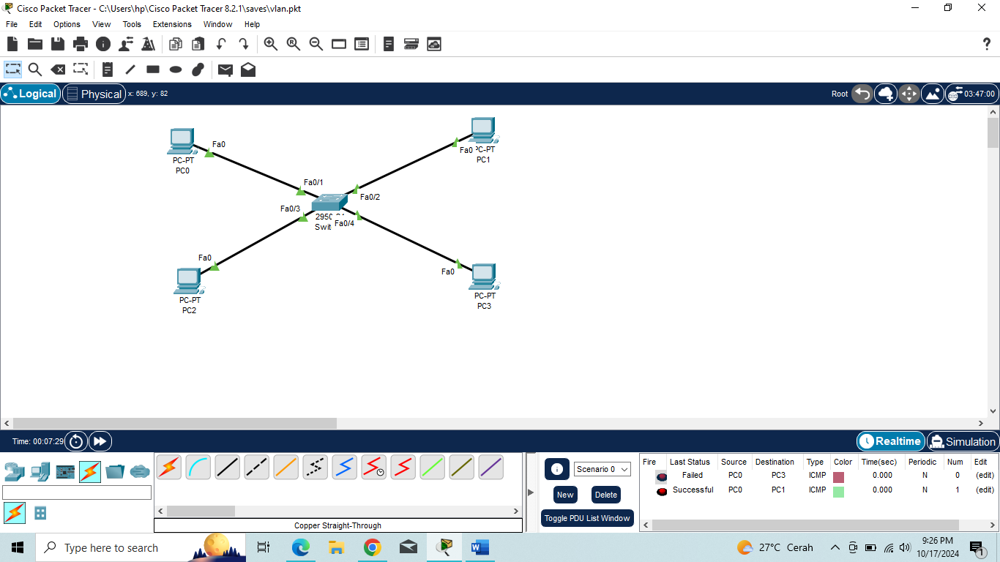 Cisco Packet Tracer - C:\Users\hp\Cisco Packet Tracer 8.2.1\saves\vlan.pkt
File Edit Options View Tools Extensions Window Help
Logical Physical x: 689, y: 82 Root 03:47:00
PC-PT
PC0
Fa0
Fa0/1
Fa0 PC-PT
PC1
Fa0/2
Fa0/3
2950-24
Swit
Fa0/4
Fa0
PC-PT
PC2
Fa0
PC-PT
PC3
Time: 00:07:29 Realtime Simulation
Scenario 0
New Delete
Toggle PDU List Window
Fire Last Status Source Destination Type Color Time(sec) Periodic Num Edit
Failed PC0 PC3 ICMP 0.000 N 0 (edit)
Successful PC0 PC1 ICMP 0.000 N 1 (edit)
Copper Straight-Through
Type here to search
27°C Cerah
9:26 PM
10/17/2024
1